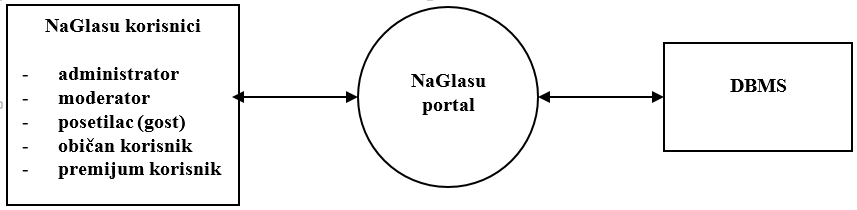 NaGlasu korisnici
- administrator
- moderator
- posetilac (gost)
- običan korisnik
- premijum korisnik
NaGlasu
portal
DBMS